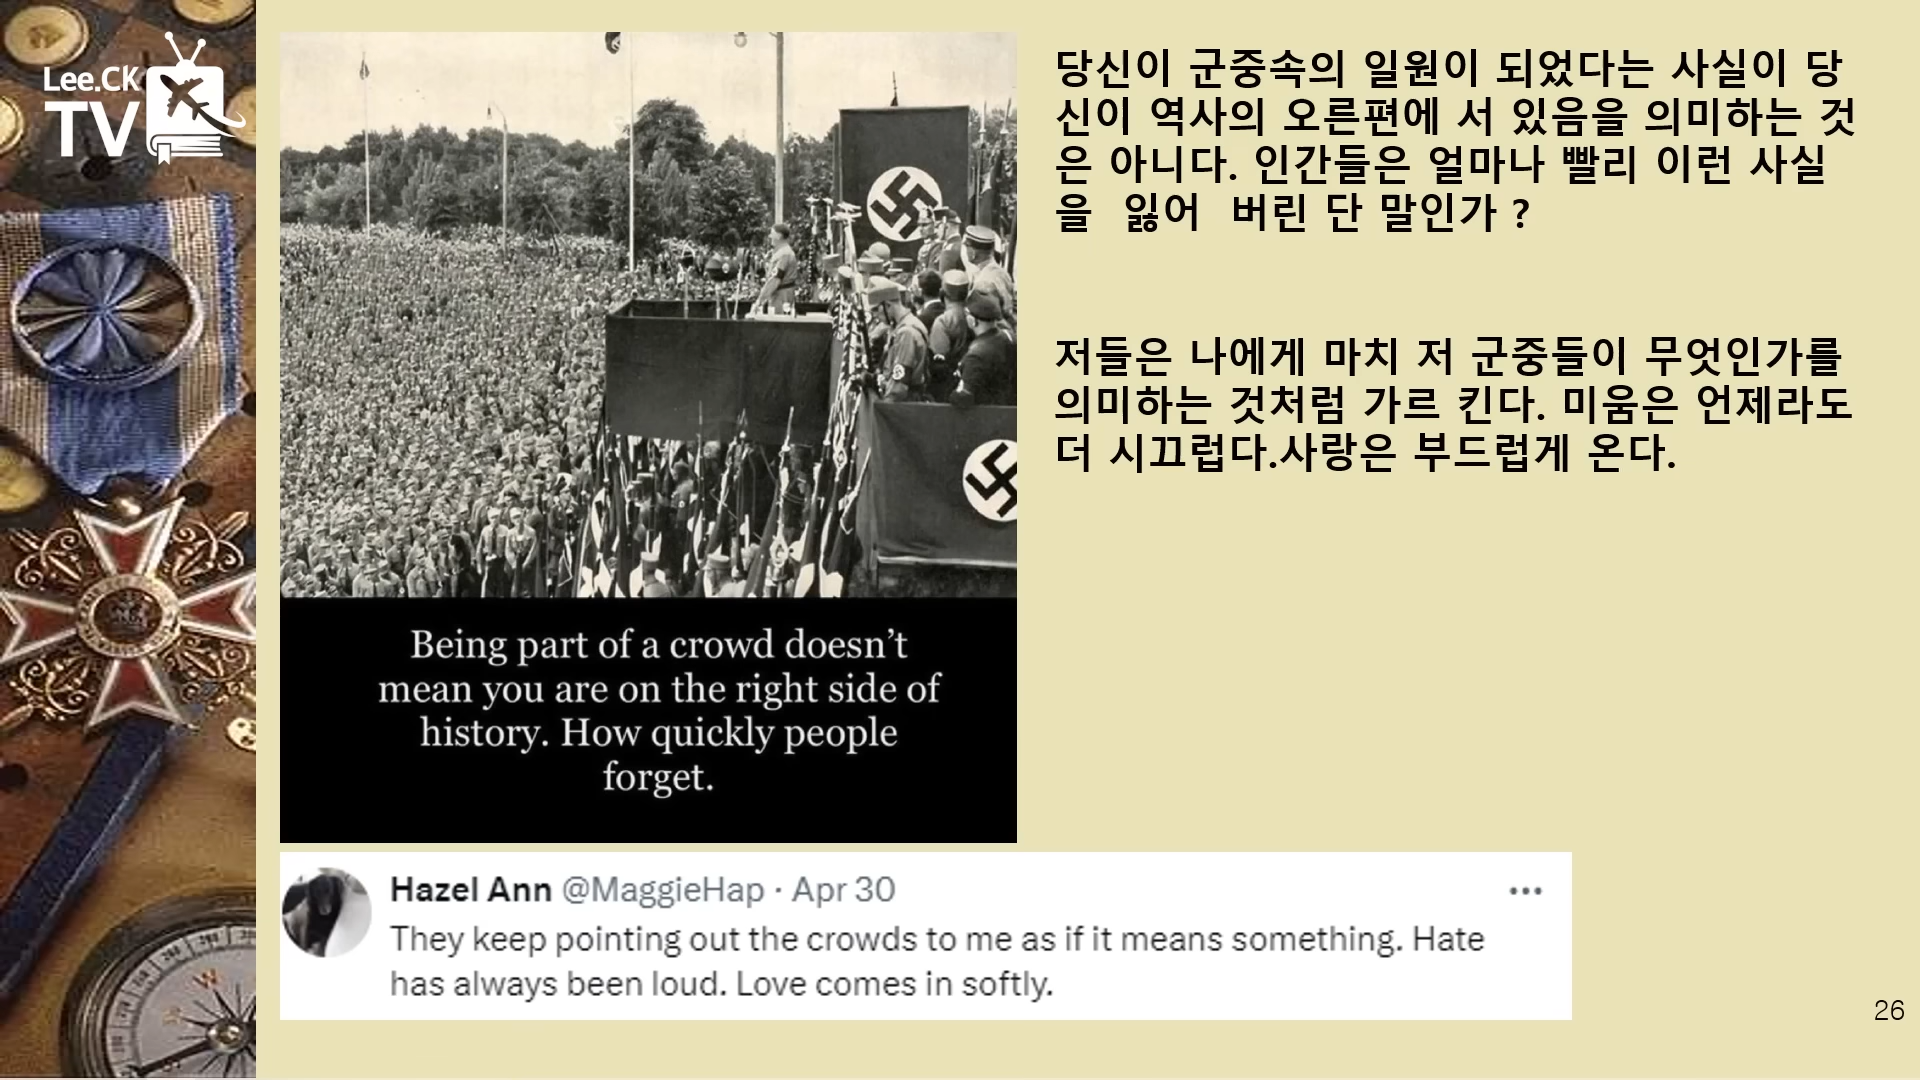 Lee.CK
TV
당신이 군중속의 일원이 되었다는 사실이 당
신이 역사의 오른편에 서 있음을 의미하는 것
은 아니다. 인간들은 얼마나 빨리 이런 사실
을 잃어 버린 단 말인가 ?
저들은 나에게 마치 저 군중들이 무엇인가를
의미하는 것처럼 가르 킨다. 미움은 언제라도
더 시끄럽다.사랑은 부드럽게 온다.
Being part of a crowd doesn’t
mean you are on the right side of
history. How quickly people
forget.
Hazel Ann @MaggieHap · Apr 30
They keep pointing out the crowds to me as if it means something. Hate
has always been loud. Love comes in softly.
26